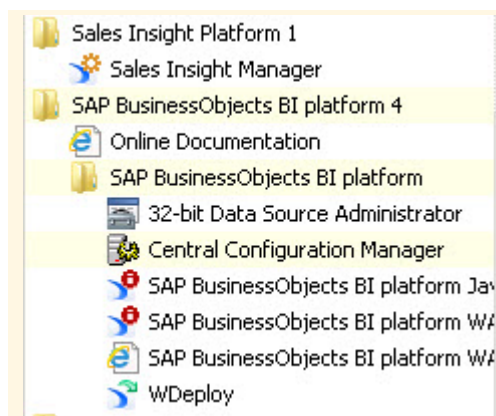 Sales Insight Platform 1
Sales Insight Manager
SAP BusinessObjects BI platform 4
Online Documentation
SAP BusinessObjects BI platform
32-bit Data Source Administrator
Central Configuration Manager
SAP BusinessObjects BI platform
SAP BusinessObjects BI platform
SAP BusinessObjects BI platform
WDeploy